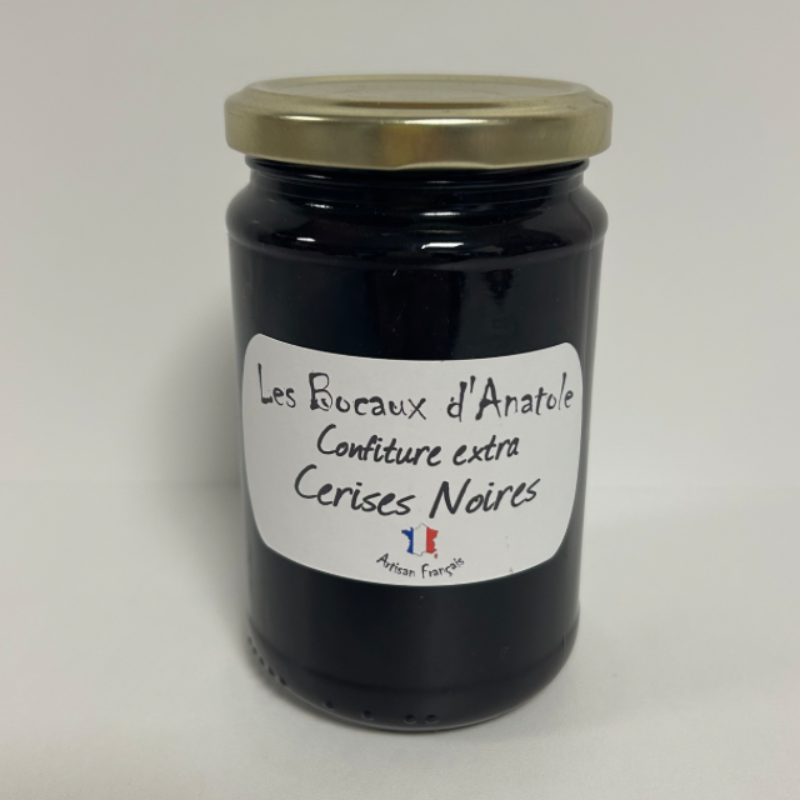 Les Bocaux d'Anatole
Confiture extra
Cerises Noires
Artisan Français